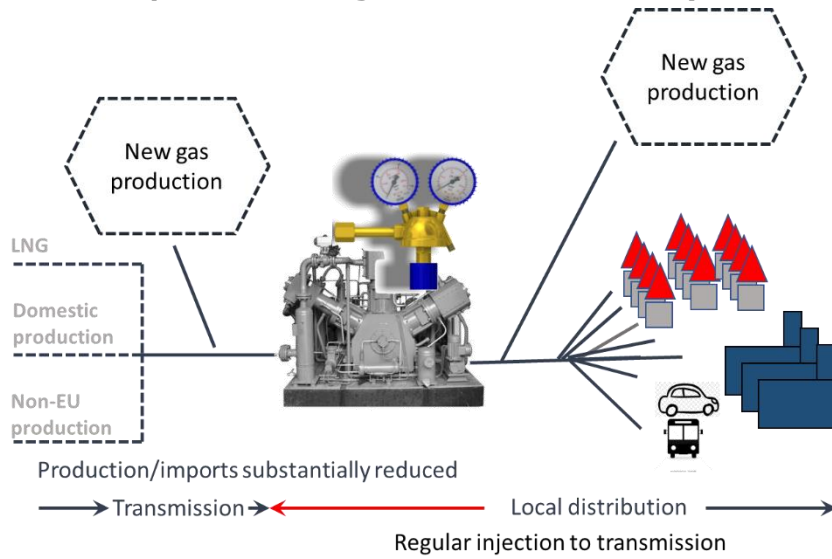 New gas
production
New gas
production
LNG
Domestic
production
Non-EU
production
Production/imports substantially reduced
Transmission
Local distribution
Regular injection to transmission